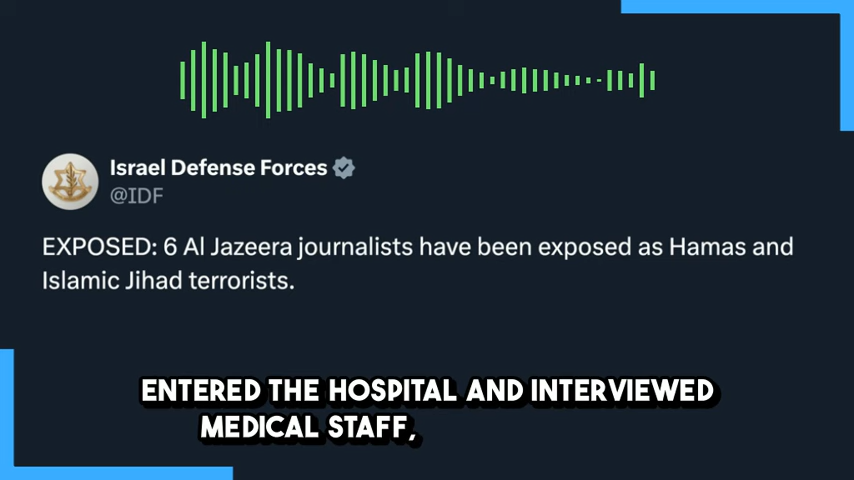 Israel Defense Forces
@IDF
EXPOSED: 6 Al Jazeera journalists have been exposed as Hamas and
Islamic Jihad terrorists.
ENTERED THE HOSPITAL AND INTERVIEWED
MEDICAL STAFF,